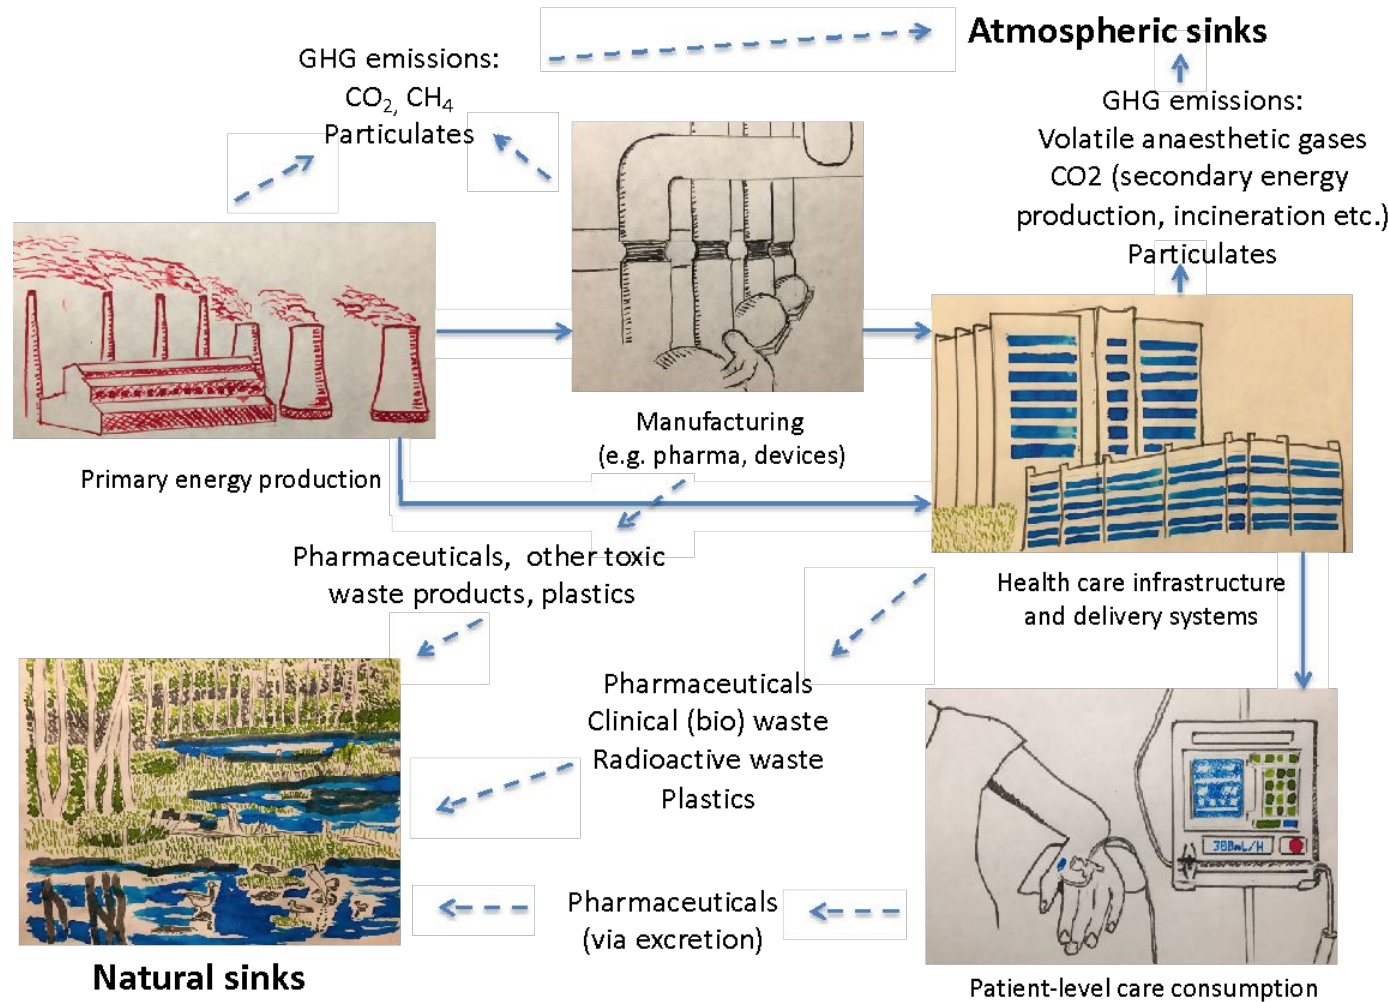 Atmospheric sinks
GHG emissions:
CO2, CH4
Particulates
GHG emissions:
Volatile anaesthetic gases
CO2 (secondary energy
production, incineration etc.)
Particulates
Manufacturing
(e.g. pharma, devices)
Primary energy production
Pharmaceuticals, other toxic
waste products, plastics
Health care infrastructure
and delivery systems
Pharmaceuticals
Clinical (bio) waste
Radioactive waste
Plastics
300mL/H
Pharmaceuticals
(via excretion)
Natural sinks
Patient-level care consumption